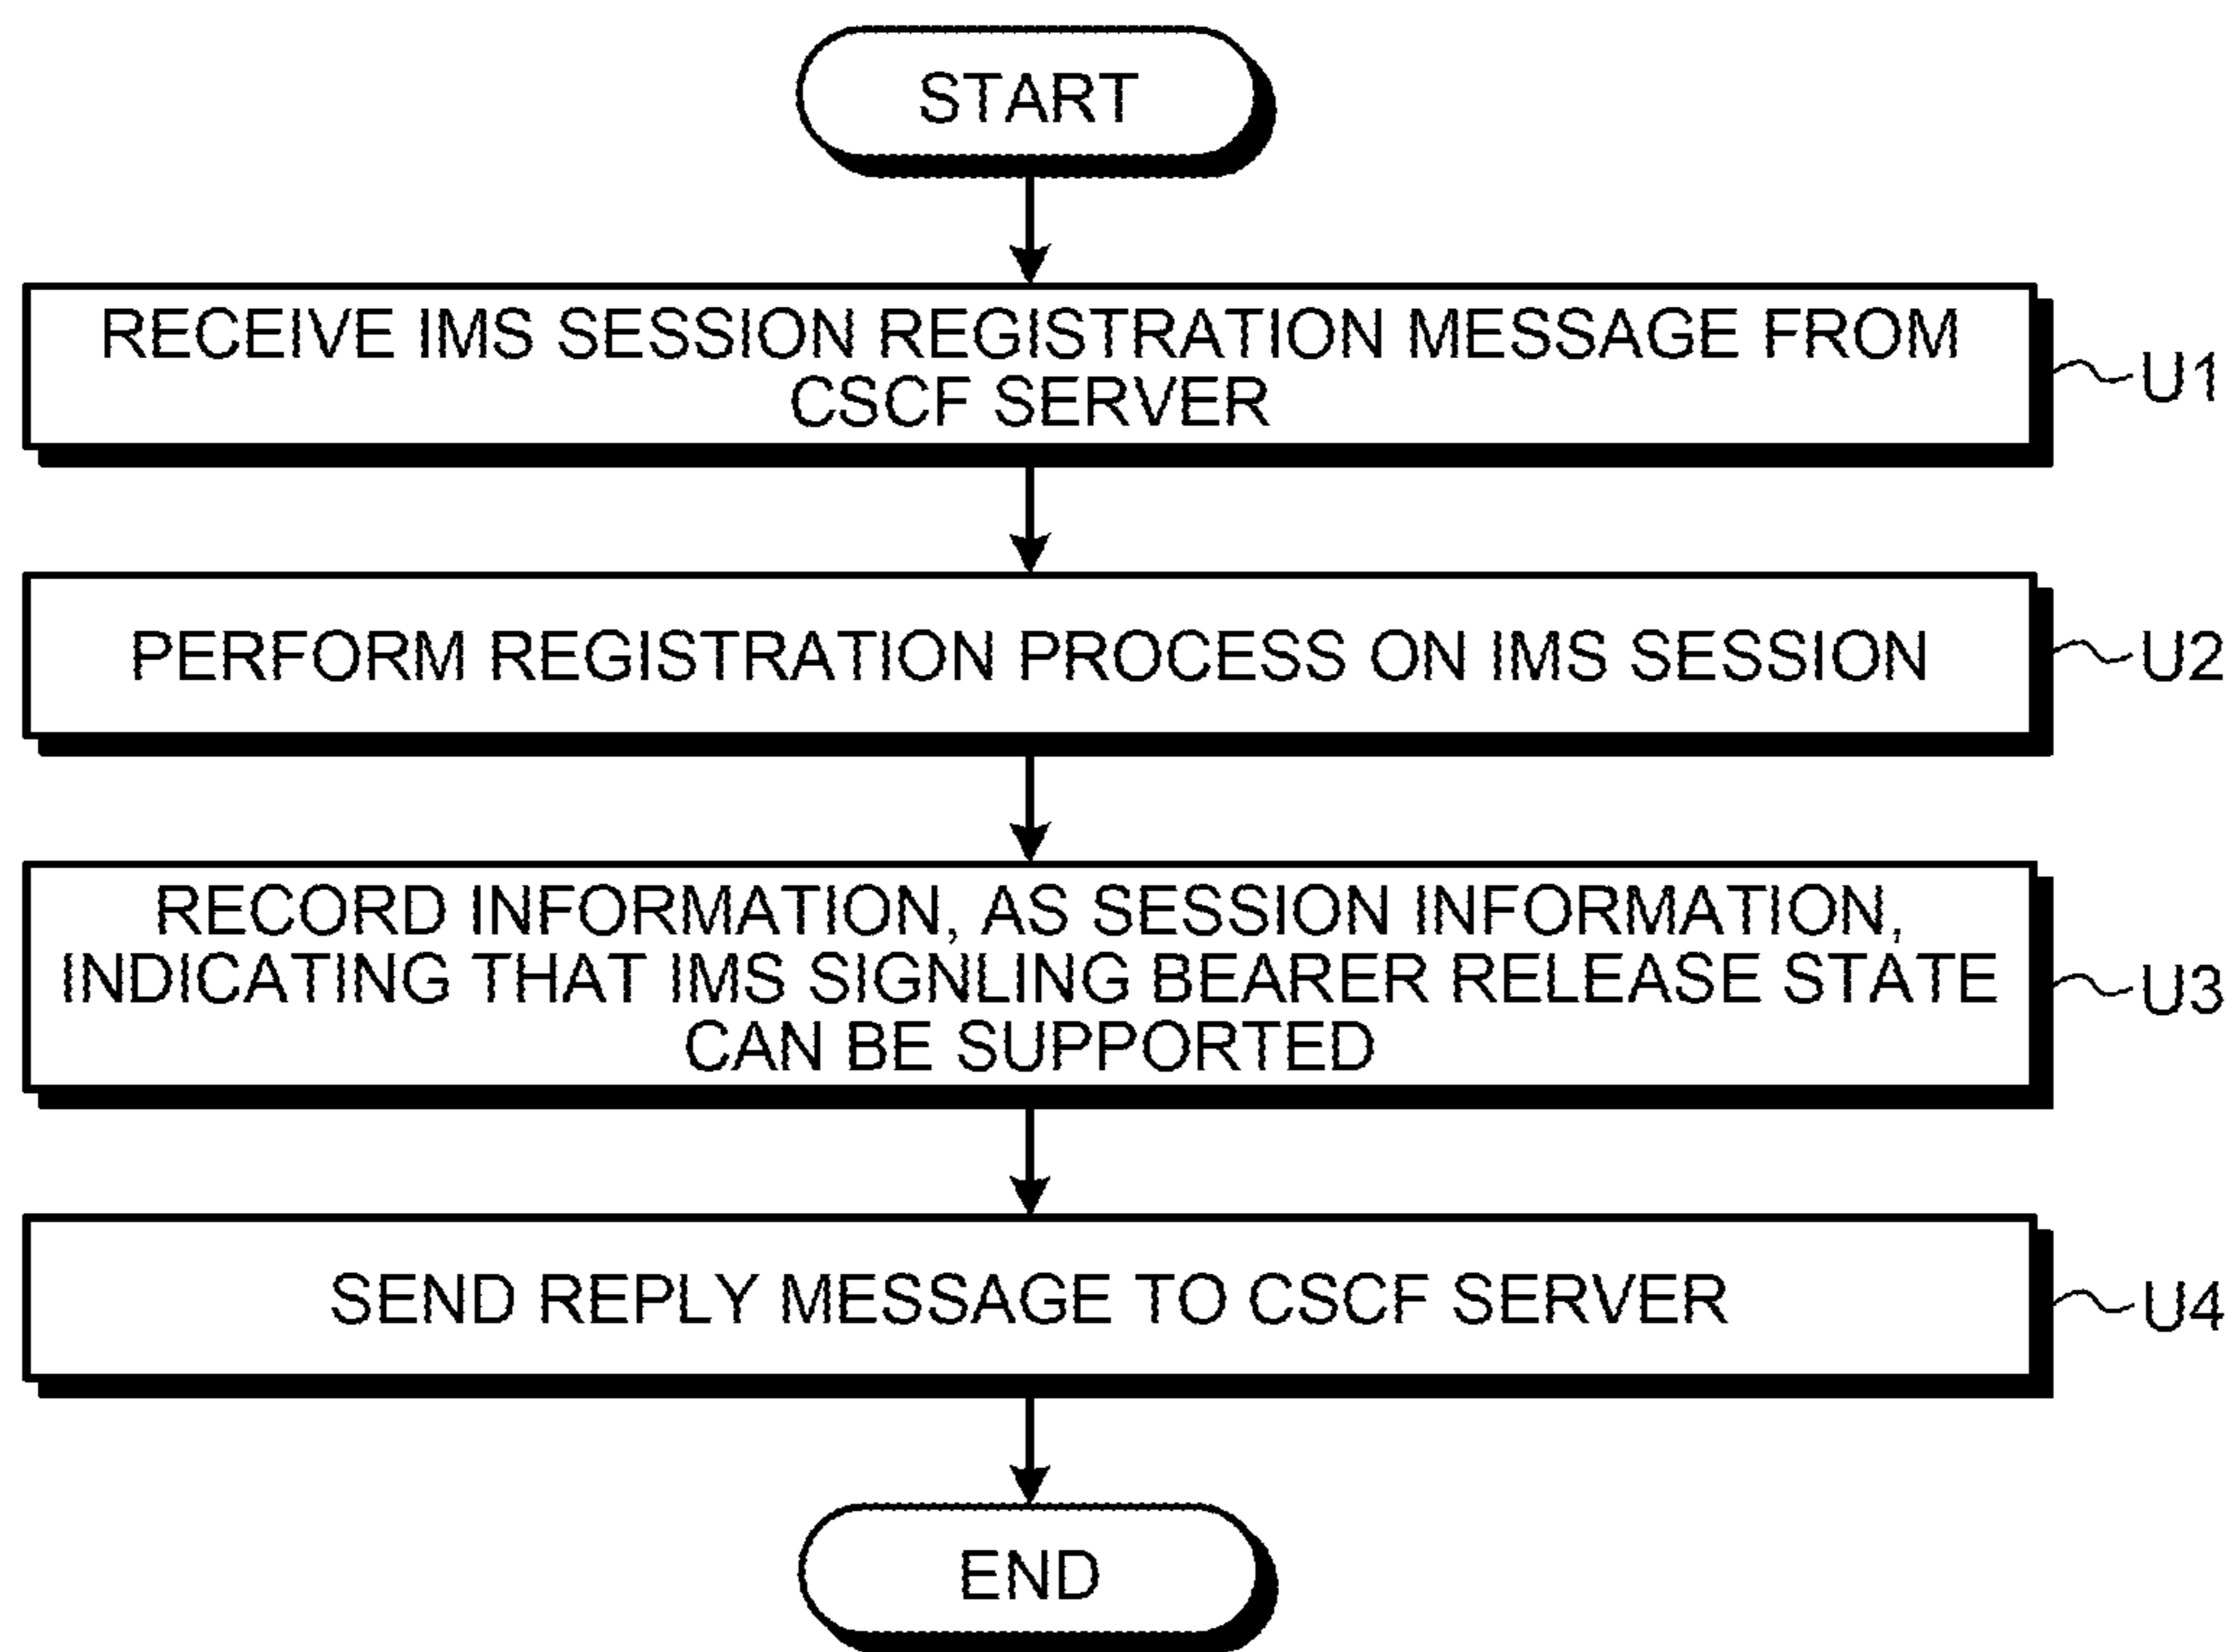 START
RECEIVE IMS SESSION REGISTRATION MESSAGE FROM
CSCF SERVER
U1
PERFORM REGISTRATION PROCESS ON IMS SESSION
U2
RECORD INFORMATION, AS SESSION INFORMATION,
INDICATING THAT IMS SIGNLING BEARER RELEASE STATE
CAN BE SUPPORTED
U3
SEND REPLY MESSAGE TO CSCF SERVER
U4
END